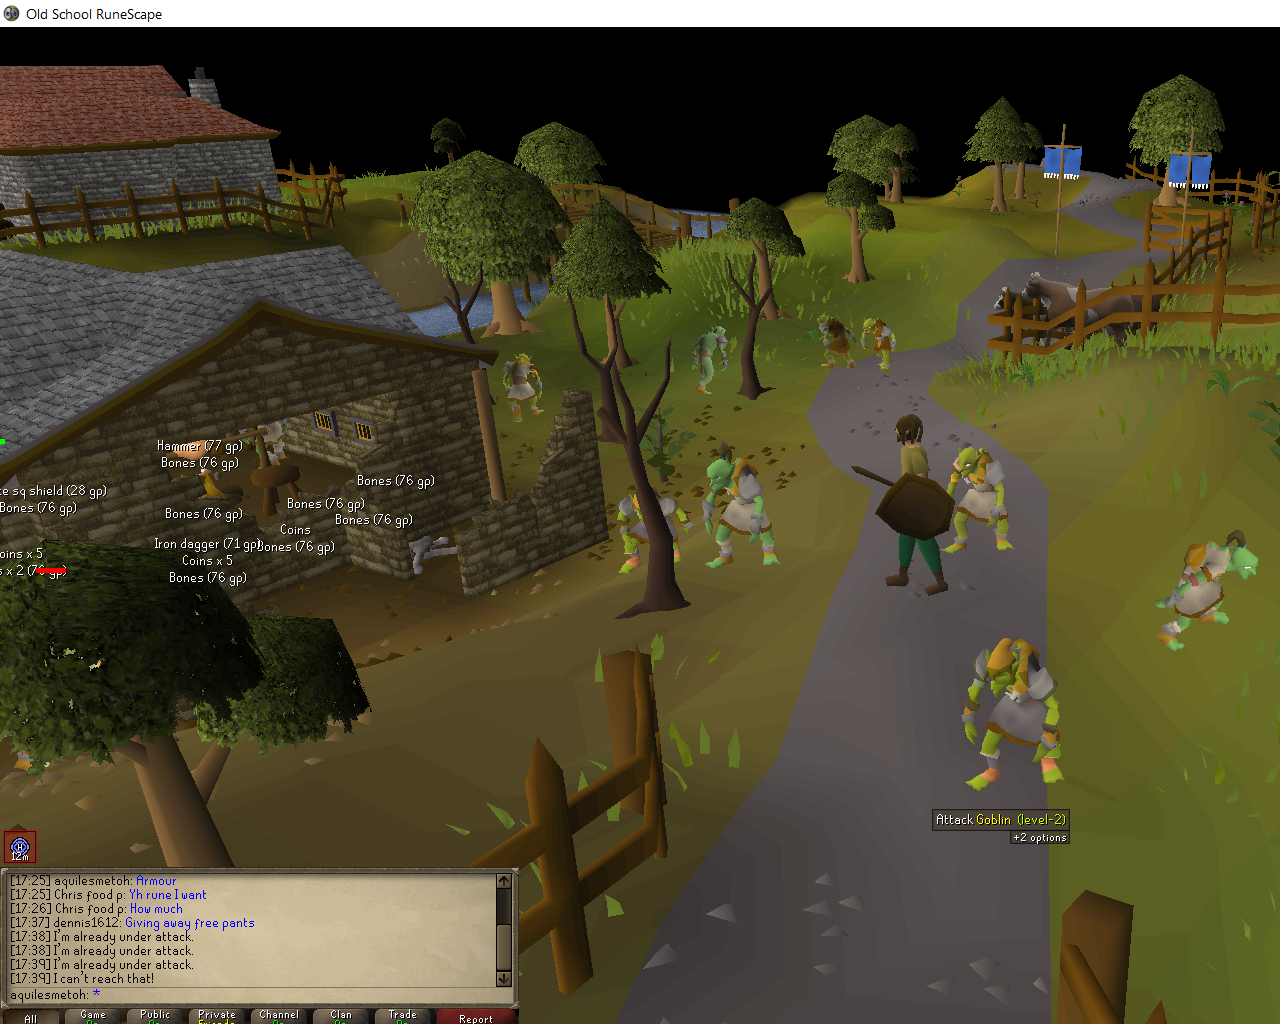 Old School RuneScape
Hammer (77 gp)
Bones (76 gp)
Bones (76 gp)
sq shield (28 gp)
Bones (76 gp)
Bones (76 gp)
Bones (76 gp)
Bones (76 gp)
Coins
Iron dagger (71 gp)
Bones (76 gp)
x 5
Coins x 5
x 2
Bones (76 gp)
Attack Goblin (level-2)
+2 options
12m
[17:25] aquilesmetoh: Armour
[17:25] Chris food p: Yh rune I want
[17:26] Chris food p: How much
[17:37] dennis1612: Giving away free pants
[17:38] I'm already under attack.
[17:38] I'm already under attack.
[17:39] I'm already under attack.
[17:39] I can't reach that!
aquilesmetoh: *
All Game Public Private Channel Clan Trade Report